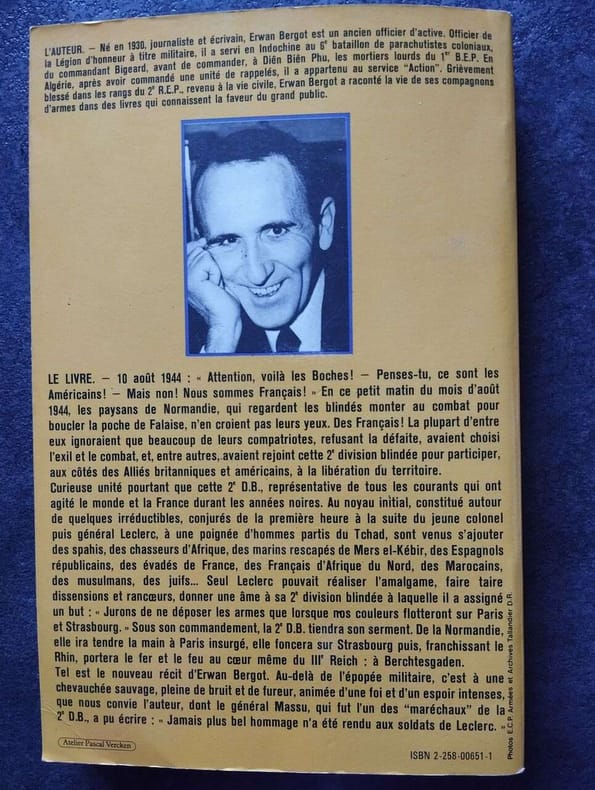 L'AUTEUR. — Né en 1930, journaliste et écrivain, Erwan Bergot est un ancien officier d'active. Officier de
la Légion d'honneur à titre militaire, il a servi en Indochine au 6e bataillon de parachutistes coloniaux,
du commandant Bigeard, avant de commander, à Diên Biên Phu, les mortiers lourds du 1er B.E.P. En
Algérie, après avoir commandé une unité de rappelés, il a appartenu au service "Action". Grièvement
blessé dans les rangs du 2e R.E.P., revenu à la vie civile, Erwan Bergot a raconté la vie de ses compagnons
d'armes dans des livres qui connaissent la faveur du grand public.
LE LIVRE. — 10 août 1944 : « Attention, voilà les Boches! — Penses-tu, ce sont les
Américains! — Mais non! Nous sommes Français! » En ce petit matin du mois d'août
1944, les paysans de Normandie, qui regardent les blindés monter au combat pour
boucler la poche de Falaise, n'en croient pas leurs yeux. Des Français! La plupart d'entre
eux ignoraient que beaucoup de leurs compatriotes, refusant la défaite, avaient choisi
l'exil et le combat, et, entre autres, avaient rejoint cette 2e division blindée pour participer,
aux côtés des Alliés britanniques et américains, à la libération du territoire.
Curieuse unité pourtant que cette 2e D.B., représentative de tous les courants qui ont
agité le monde et la France durant les années noires. Au noyau initial, constitué autour
de quelques irréductibles, conjurés de la première heure à la suite du jeune colonel
puis général Leclerc, à une poignée d'hommes partis du Tchad, sont venus s'ajouter
des spahis, des chasseurs d'Afrique, des marins rescapés de Mers el-Kébir, des Espagnols
républicains, des évadés de France, des Français d'Afrique du Nord, des Marocains,
des musulmans, des juifs... Seul Leclerc pouvait réaliser l'amalgame, faire taire
dissensions et rancœurs, donner une âme à sa 2e division blindée à laquelle il a assigné
un but : « Jurons de ne déposer les armes que lorsque nos couleurs flotteront sur Paris
et Strasbourg. » Sous son commandement, la 2e D.B. tiendra son serment. De la Normandie,
elle ira tendre la main à Paris insurgé, elle foncera sur Strasbourg puis, franchissant le
Rhin, portera le fer et le feu au cœur même du IIIe Reich : à Berchtesgaden.
Tel est le nouveau récit d'Erwan Bergot. Au-delà de l'épopée militaire, c'est à une
chevauchée sauvage, pleine de bruit et de fureur, animée d'une foi et d'un espoir intenses,
que nous convie l'auteur, dont le général Massu, qui fut l'un des "maréchaux" de la
2e D.B., a pu écrire : « Jamais plus bel hommage n'a été rendu aux soldats de Leclerc. »
Atelier Pascal Vercken
ISBN 2-258-00651-1
Photos E.C.P. Armées et Archives Tallandier D.R.